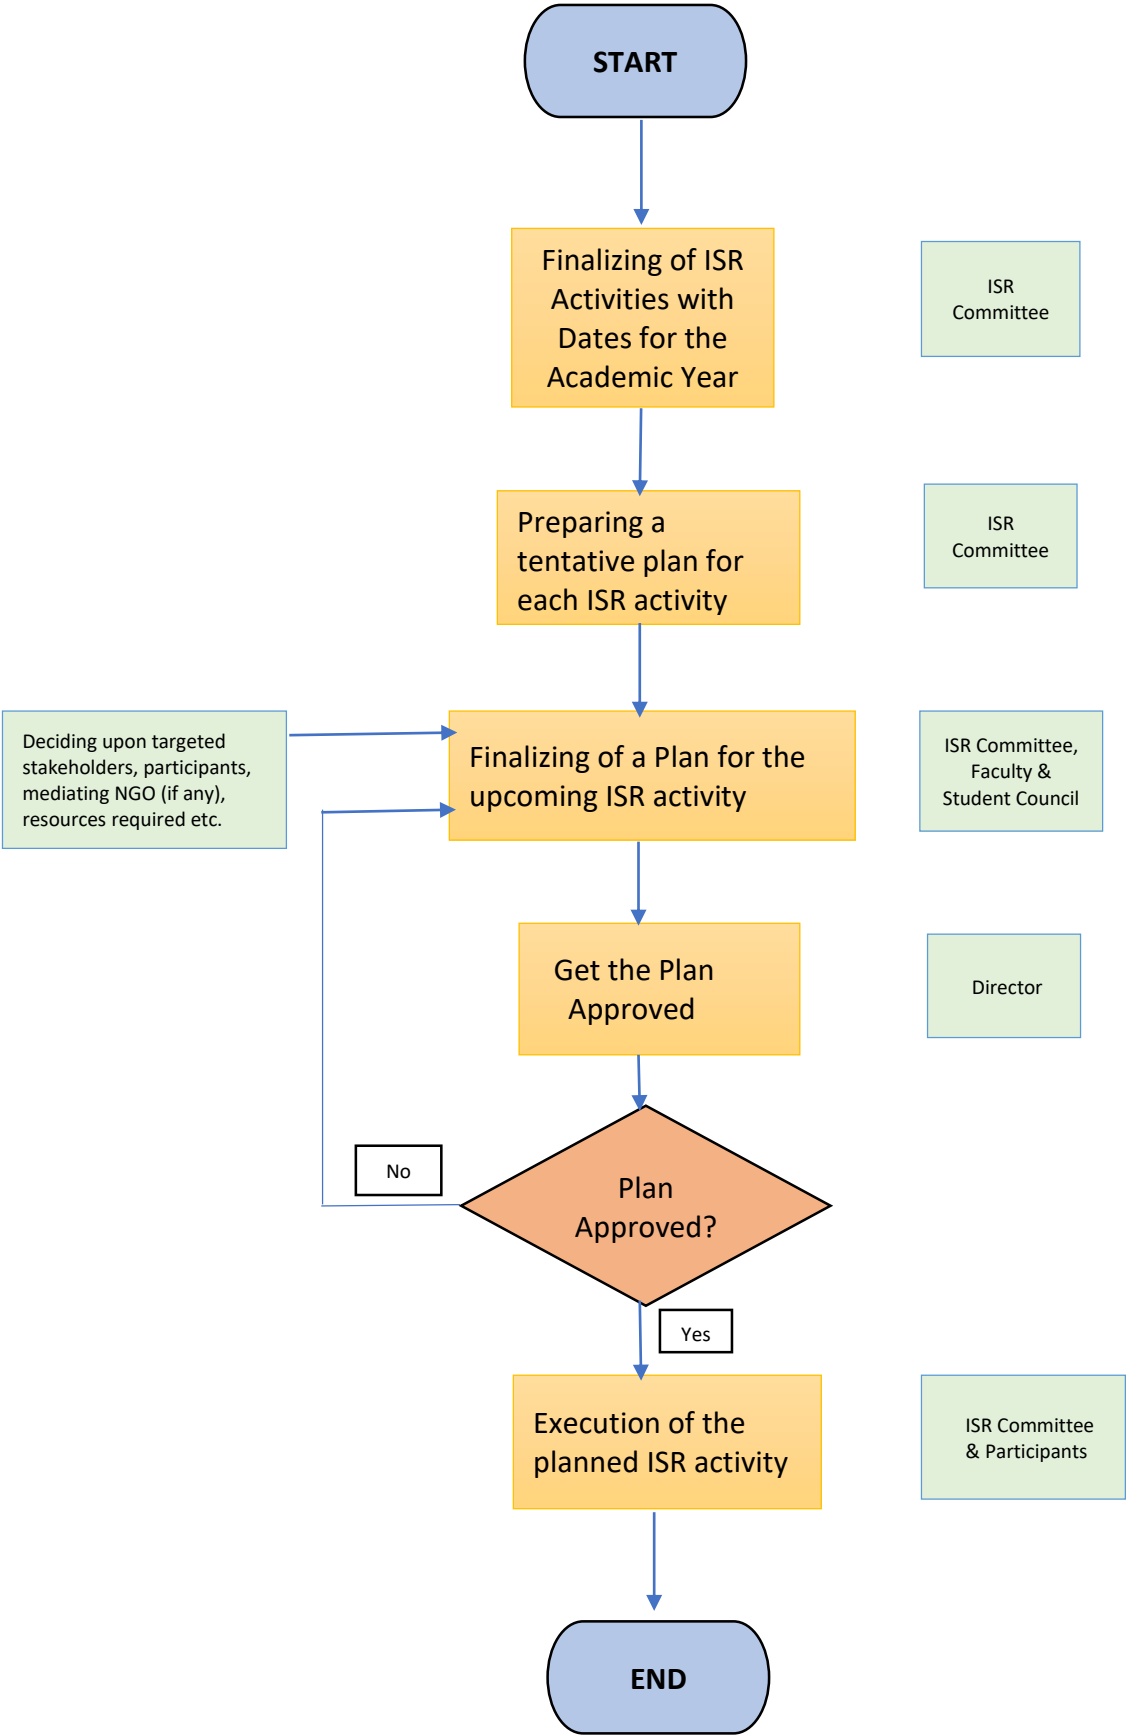 START
Finalizing of ISR
Activities with
Dates for the
Academic Year
ISR
Committee
Preparing a
tentative plan for
each ISR activity
ISR
Committee
Deciding upon targeted
stakeholders, participants,
mediating NGO (if any),
resources required etc.
Finalizing of a Plan for the
upcoming ISR activity
ISR Committee,
Faculty &
Student Council
Get the Plan
Approved
Director
No
Plan
Approved?
Yes
Execution of the
planned ISR activity
ISR Committee
& Participants
END